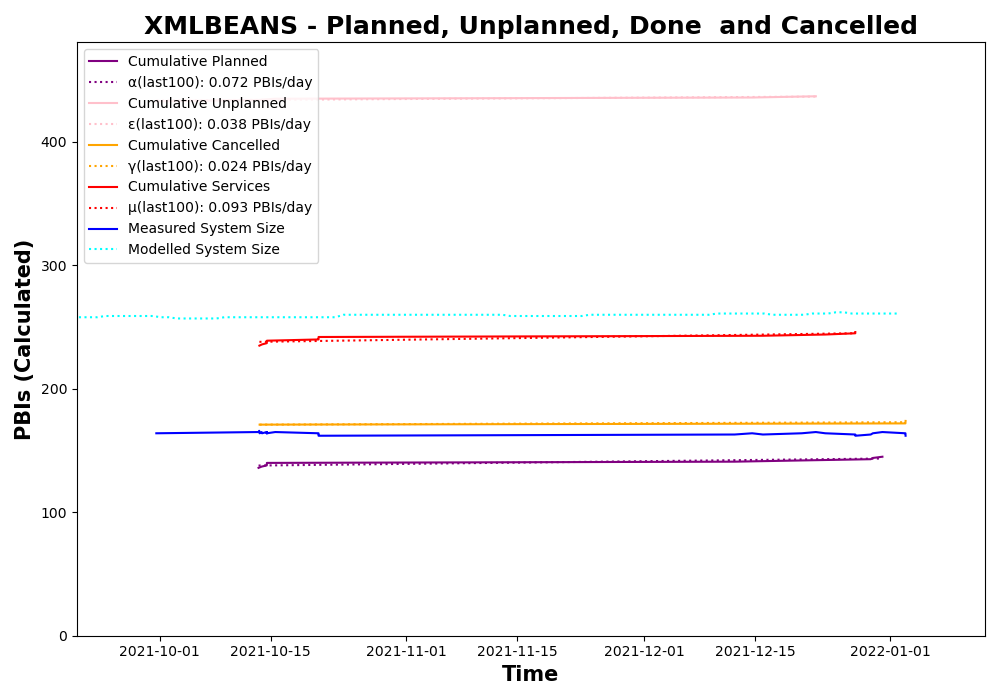 XMLBEANS - Planned, Unplanned, Done  and Cancelled
Cumulative Planned
α(last100): 0.072 PBIs/day
Cumulative Unplanned
ε(last100): 0.038 PBIs/day
Cumulative Cancelled
γ(last100): 0.024 PBIs/day
Cumulative Services
μ(last100): 0.093 PBIs/day
Measured System Size
Modelled System Size
PBIs (Calculated)
400
300
200
100
0
2021-10-01
2021-10-15
2021-11-01
2021-11-15
2021-12-01
2021-12-15
2022-01-01
Time